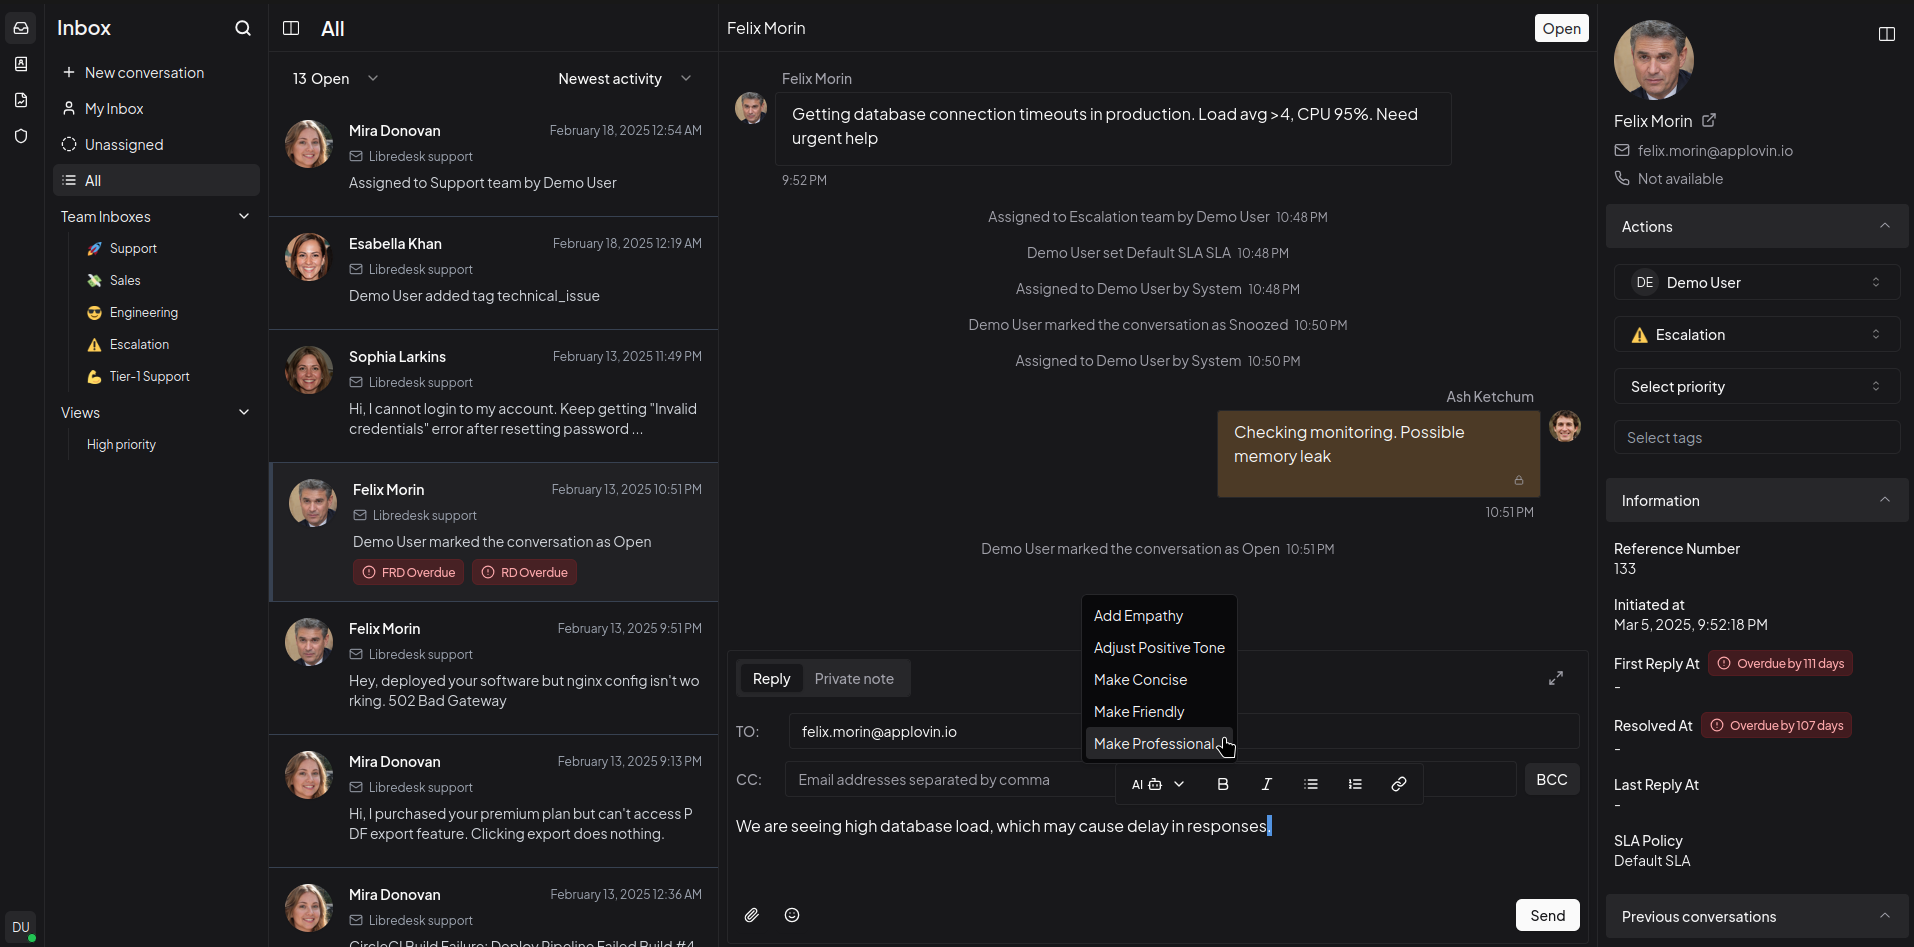 Inbox
New conversation
My Inbox
Unassigned
All
Team Inboxes
Support
Sales
Engineering
Escalation
Tier-1 Support
Views
High priority
DU
All
13 Open
Newest activity
Mira Donovan
February 18, 2025 12:54 AM
Libredesk support
Assigned to Support team by Demo User
Esabella Khan
February 18, 2025 12:19 AM
Libredesk support
Demo User added tag technical_issue
Sophia Larkins
February 13, 2025 11:49 PM
Libredesk support
Hi, I cannot login to my account. Keep getting "Invalid
credentials" error after resetting password ...
Felix Morin
February 13, 2025 10:51 PM
Libredesk support
Demo User marked the conversation as Open
FRD Overdue
RD Overdue
Felix Morin
February 13, 2025 9:51 PM
Libredesk support
Hey, deployed your software but nginx config isn't wo
rking. 502 Bad Gateway
Mira Donovan
February 13, 2025 9:13 PM
Libredesk support
Hi, I purchased your premium plan but can't access P
DF export feature. Clicking export does nothing.
Mira Donovan
February 13, 2025 12:36 AM
Libredesk support
CircleCI Build Failure: Deploy Pipeline Failed Build #4
Felix Morin
Open
Felix Morin
Getting database connection timeouts in production. Load avg >4, CPU 95%. Need
urgent help
9:52 PM
Assigned to Escalation team by Demo User 10:48 PM
Demo User set Default SLA SLA 10:48 PM
Assigned to Demo User by System 10:48 PM
Demo User marked the conversation as Snoozed 10:50 PM
Assigned to Demo User by System 10:50 PM
Ash Ketchum
Checking monitoring. Possible
memory leak
10:51 PM
Demo User marked the conversation as Open 10:51 PM
Add Empathy
Adjust Positive Tone
Make Concise
Make Friendly
Make Professional
Reply
Private note
TO:
felix.morin@applovin.io
CC:
Email addresses separated by comma
AI
B
I
BCC
We are seeing high database load, which may cause delay in responses.
Send
Felix Morin
felix.morin@applovin.io
Not available
Actions
DE
Demo User
Escalation
Select priority
Select tags
Information
Reference Number
133
Initiated at
Mar 5, 2025, 9:52:18 PM
First Reply At
Overdue by 111 days
-
Resolved At
Overdue by 107 days
-
Last Reply At
-
SLA Policy
Default SLA
Previous conversations